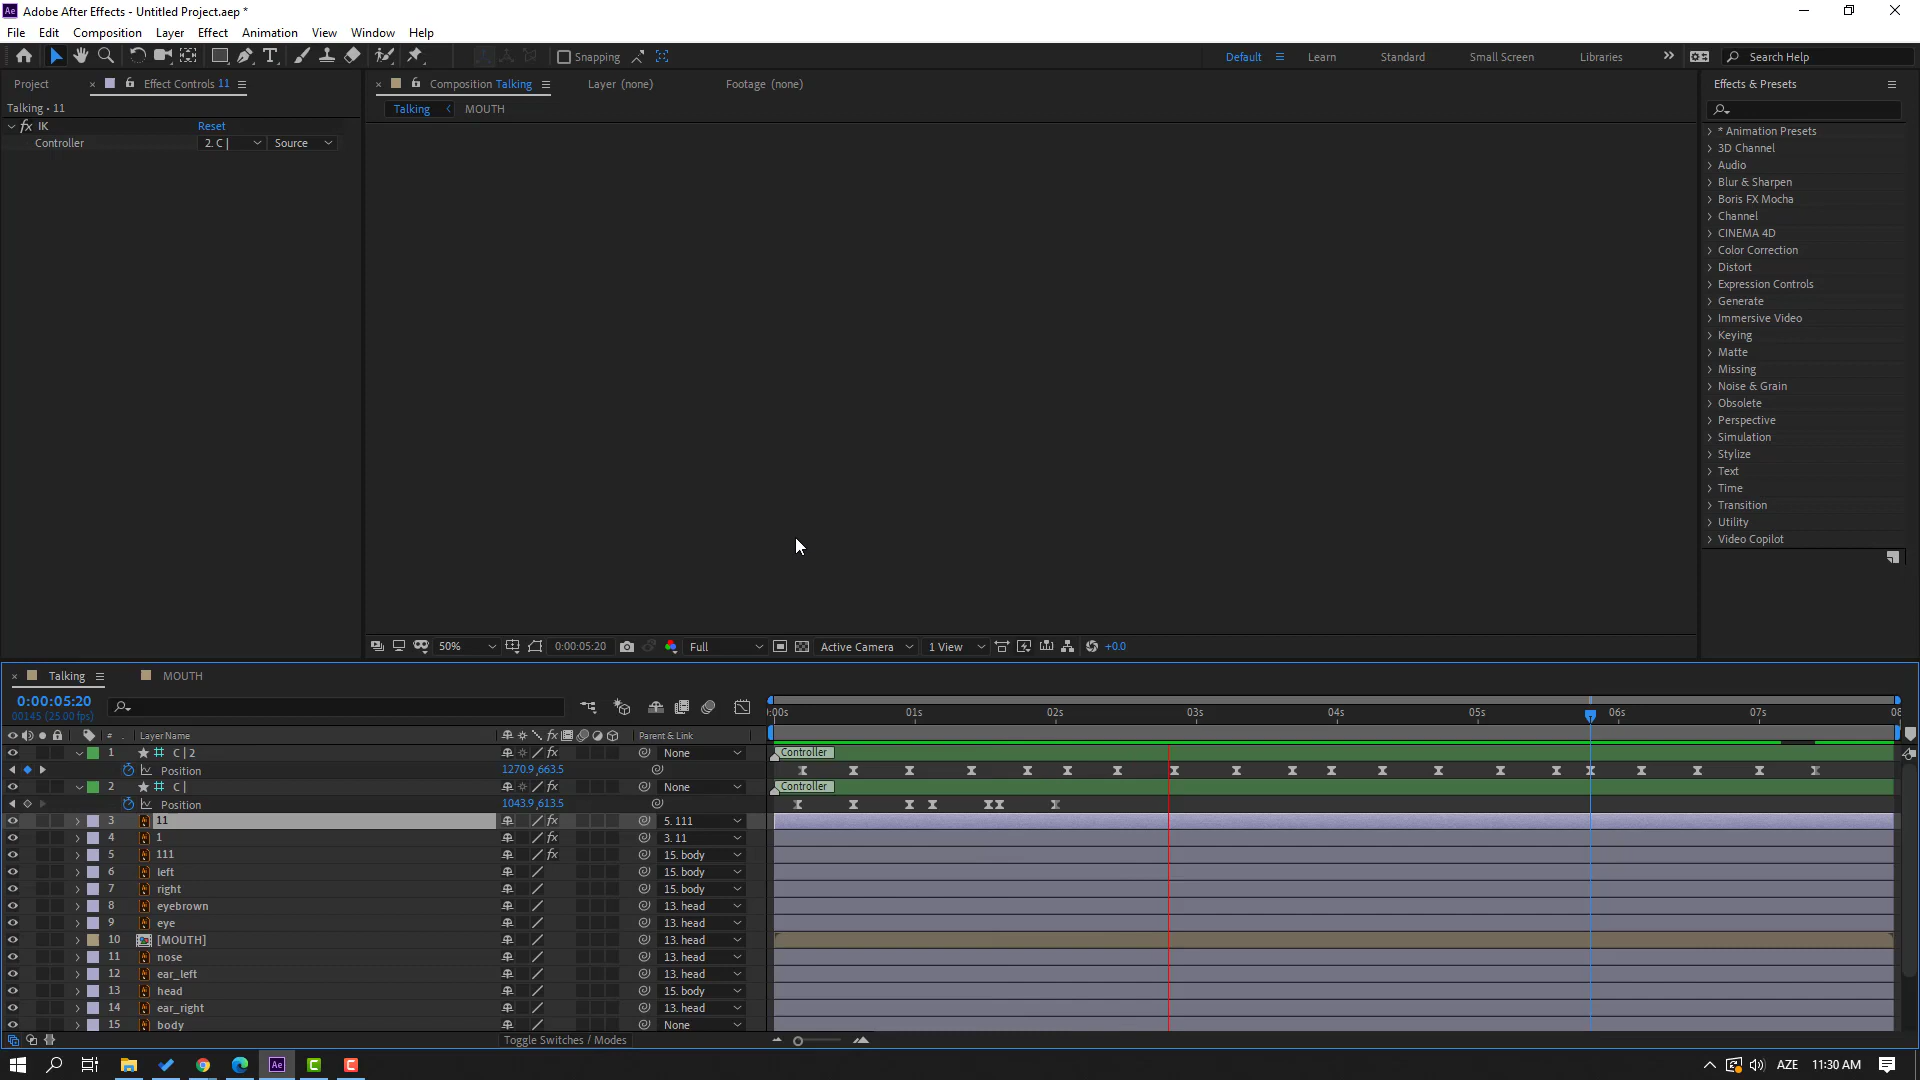 Adobe After Effects - Untitled Project.aep *
File Edit Composition Layer Effect Animation View Window Help
Snapping
Default Learn Standard Small Screen Libraries Search Help
Project Effect Controls 11
Talking • 11
fx IK Reset
Controller 2. C | Source
Composition Talking Layer (none) Footage (none)
Talking MOUTH
Effects & Presets
* Animation Presets
3D Channel
Audio
Blur & Sharpen
Boris FX Mocha
Channel
CINEMA 4D
Color Correction
Distort
Expression Controls
Generate
Immersive Video
Keying
Matte
Missing
Noise & Grain
Obsolete
Perspective
Simulation
Stylize
Text
Time
Transition
Utility
Video Copilot
50% 0:00:05:20 Full Active Camera 1 View +0.0
Talking MOUTH
0:00:05:20
00145 (25.00 fps)
:00s 01s 02s 03s 04s 05s 06s 07s 08
# Layer Name Parent & Link
1 C | 2 None Controller
Position 1270.9,663.5
2 C | None Controller
Position 1043.9,613.5
3 11 5. 111
4 1 3. 11
5 111 15. body
6 left 15. body
7 right 15. body
8 eyebrown 13. head
9 eye 13. head
10 [MOUTH] 13. head
11 nose 13. head
12 ear_left 13. head
13 head 15. body
14 ear_right 13. head
15 body None
Toggle Switches / Modes
AZE 11:30 AM